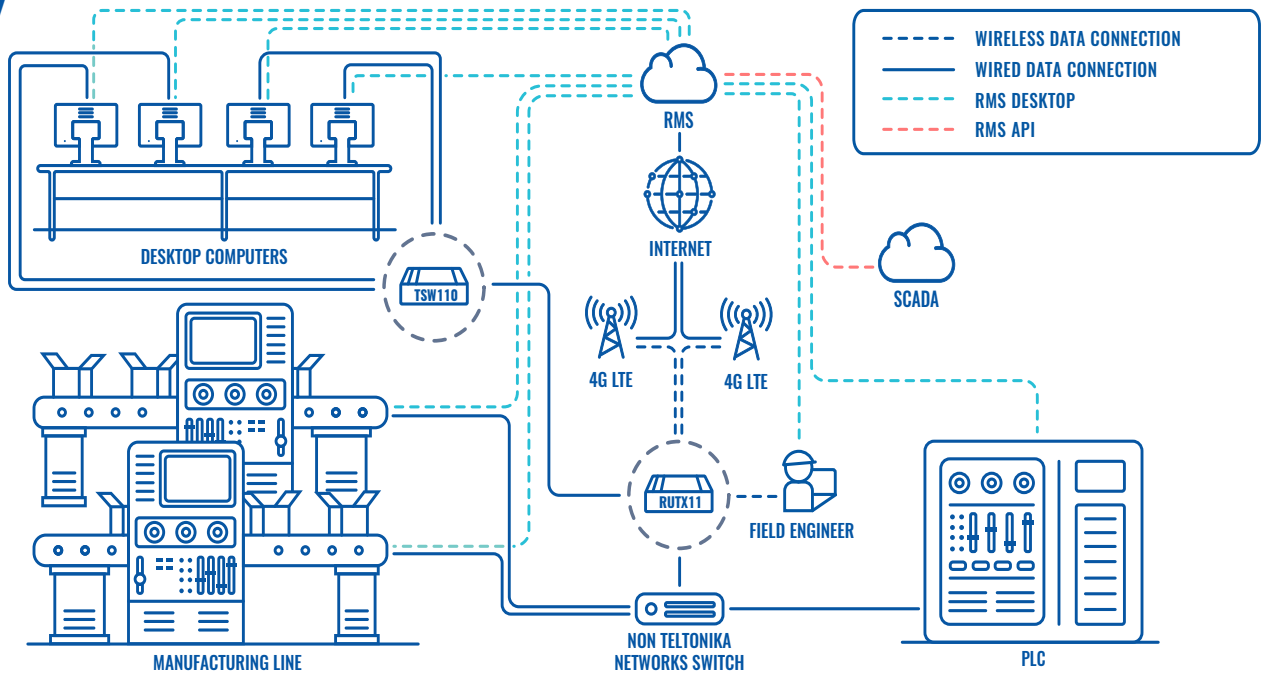 WIRELESS DATA CONNECTION
WIRED DATA CONNECTION
RMS DESKTOP
RMS API
RMS
INTERNET
DESKTOP COMPUTERS
TSW110
SCADA
4G LTE
4G LTE
RUTX11
FIELD ENGINEER
NON TELTONIKA
NETWORKS SWITCH
MANUFACTURING LINE
PLC